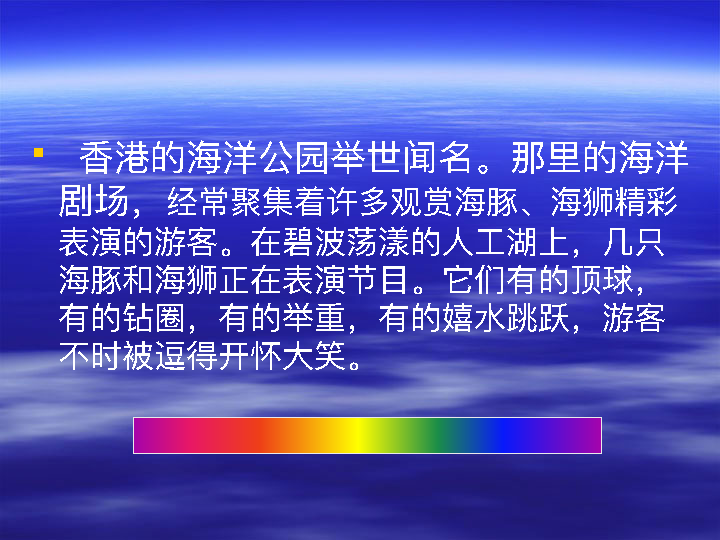 香港的海洋公园举世闻名。那里的海洋
剧场，经常聚集着许多观赏海豚、海狮精彩
表演的游客。在碧波荡漾的人工湖上，几只
海豚和海狮正在表演节目。它们有的顶球，
有的钻圈，有的举重，有的嬉水跳跃，游客
不时被逗得开怀大笑。